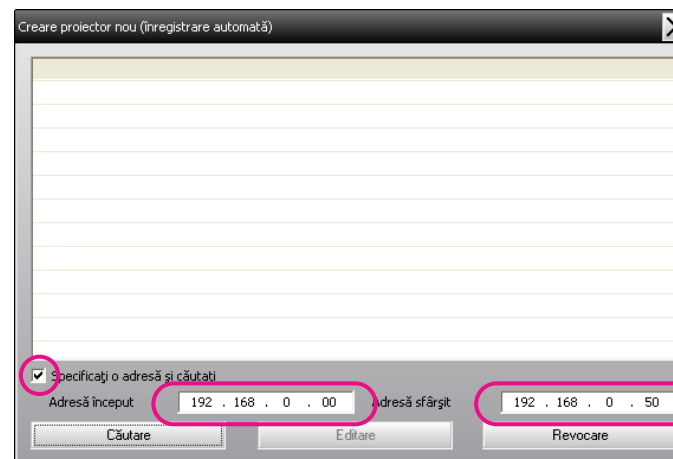 Creare proiector nou (înregistrare automată)
Specificaţi o adresă şi căutaţi
Adresă început 192 . 168 . 0 . 00 Adresă sfârşit 192 . 168 . 0 . 50
Căutare Editare Revocare